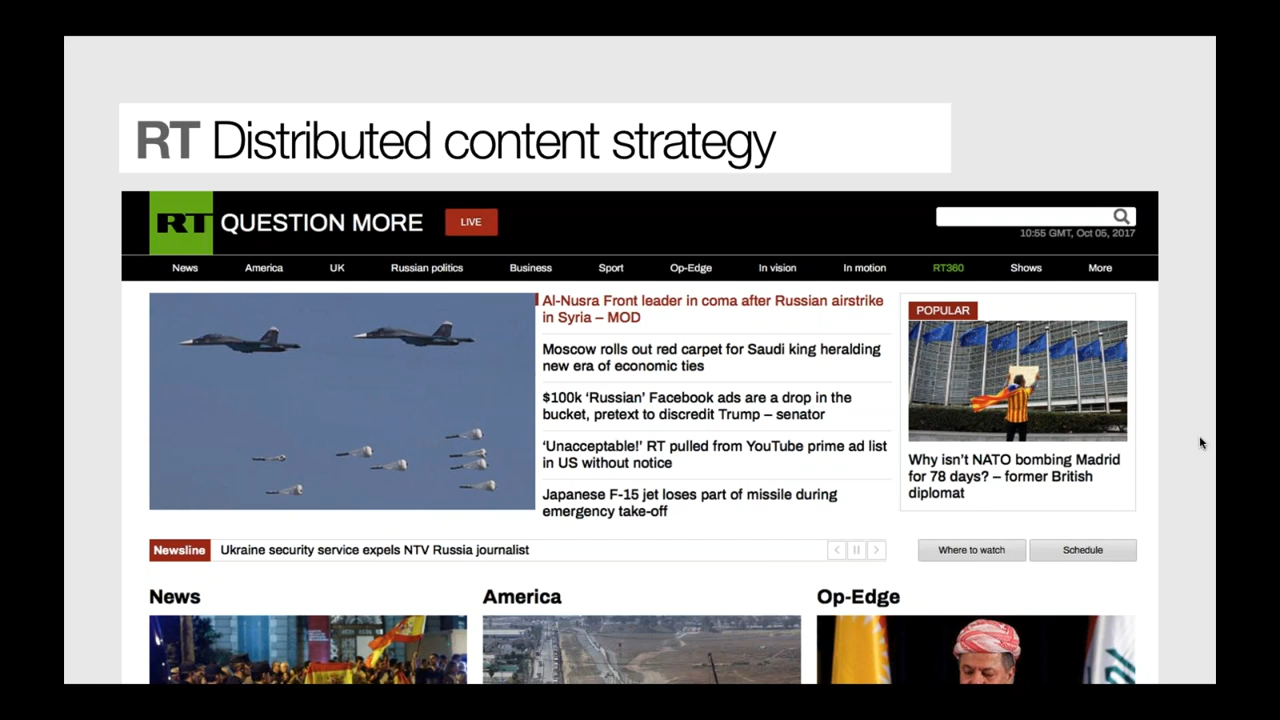 RT Distributed content strategy
RT QUESTION MORE LIVE
10:55 GMT, Oct 05, 2017
News America UK Russian politics Business Sport Op-Edge In vision In motion RT360 Shows More
Al-Nusra Front leader in coma after Russian airstrike
in Syria – MOD
Moscow rolls out red carpet for Saudi king heralding
new era of economic ties
$100k ‘Russian’ Facebook ads are a drop in the
bucket, pretext to discredit Trump – senator
‘Unacceptable!’ RT pulled from YouTube prime ad list
in US without notice
Japanese F-15 jet loses part of missile during
emergency take-off
POPULAR
Why isn’t NATO bombing Madrid
for 78 days? – former British
diplomat
Newsline Ukraine security service expels NTV Russia journalist
Where to watch Schedule
News America Op-Edge